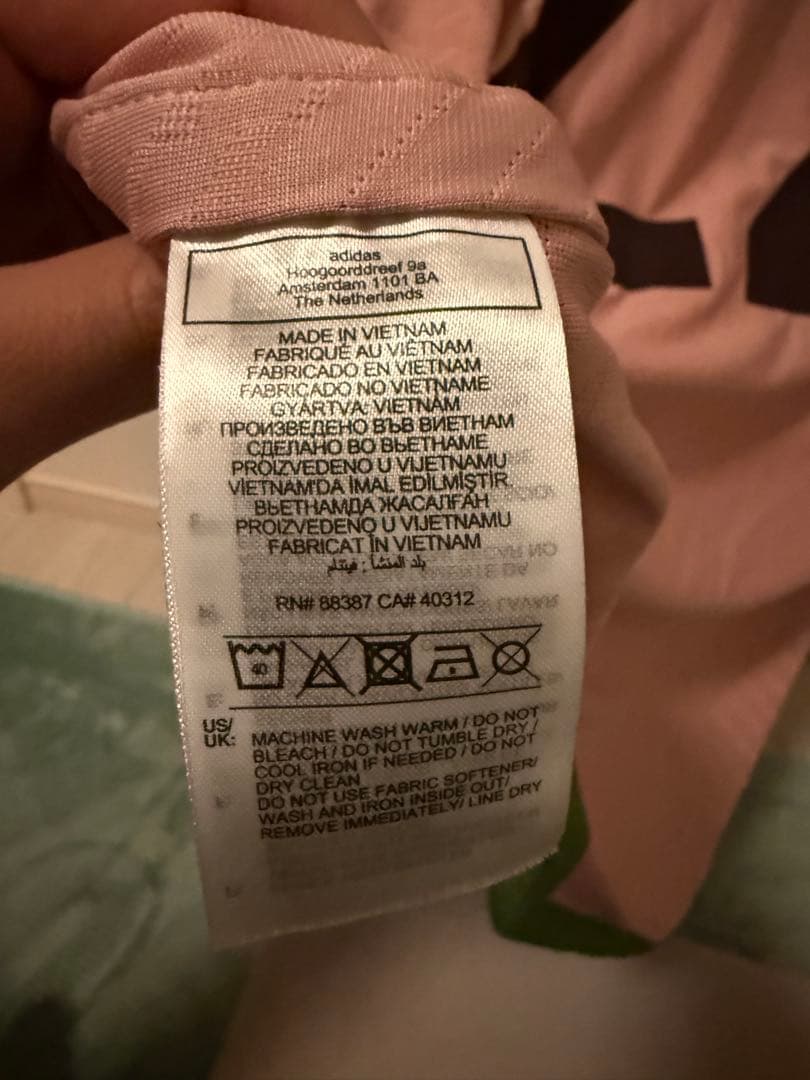 adidas
Hoogoorddreef 9a
Amsterdam 1101 BA
The Netherlands
MADE IN VIETNAM
FABRIQUÉ AU VIÊTNAM
FABRICADO EN VIETNAM
FABRICADO NO VIETNAME
GYÁRTVA: VIETNÁM
ПРОИЗВЕДЕНО ВЪВ ВИЕТНАМ
СДЕЛАНО ВО ВЬЕТНАМЕ
PROIZVEDENO U VIJETNAMU
VİETNAM'DA İMAL EDİLMİŞTİR
ВЬЕТНАМДА ЖАСАЛҒАН
PROIZVEDENO U VIJETNAMU
FABRICAT ÎN VIETNAM
بلد المنشأ: فيتنام
RN# 88387 CA# 40312
40
US/
UK: MACHINE WASH WARM / DO NOT
BLEACH / DO NOT TUMBLE DRY /
COOL IRON IF NEEDED / DO NOT
DRY CLEAN
DO NOT USE FABRIC SOFTENER/
WASH AND IRON INSIDE OUT/
REMOVE IMMEDIATELY/ LINE DRY